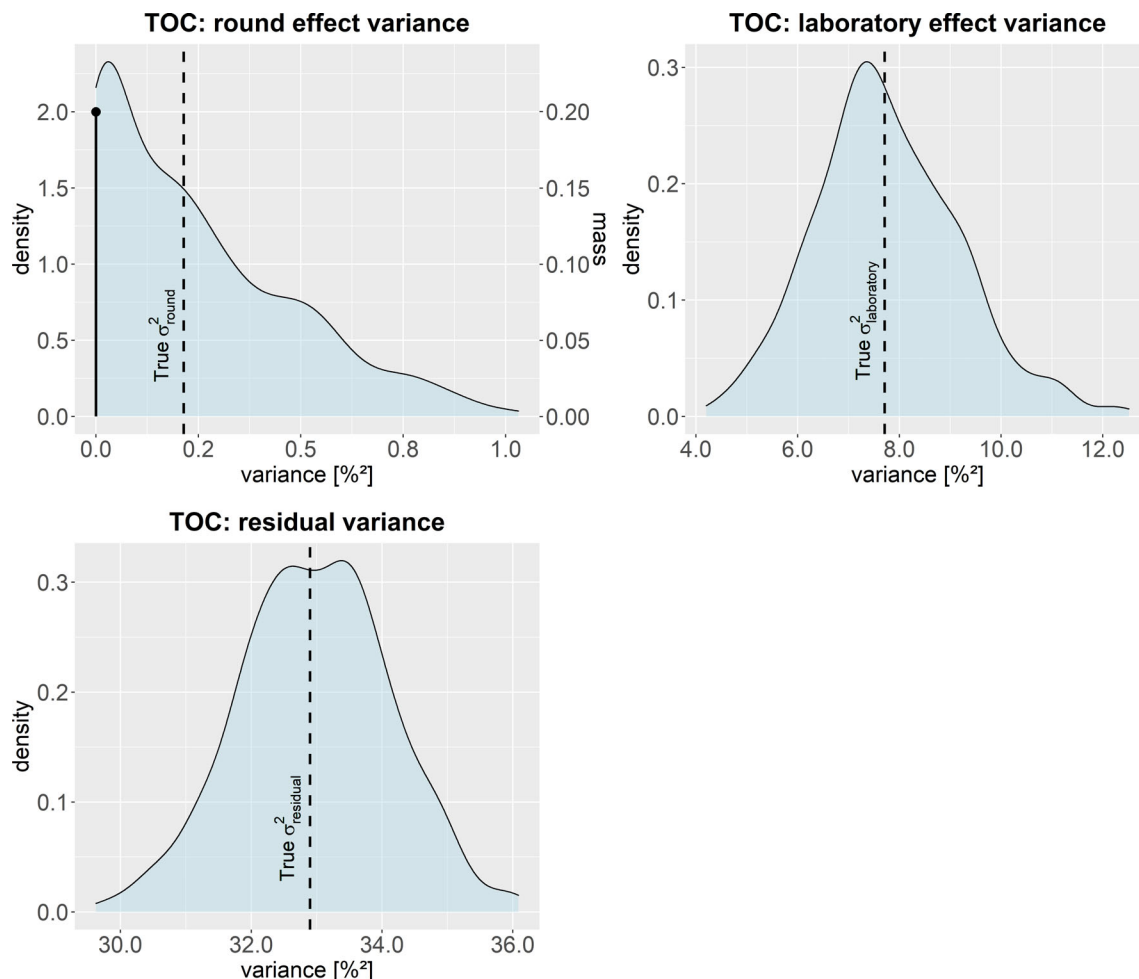 TOC: round effect variance
density
2.0
1.5
1.0
0.5
0.0
0.20
0.15
0.10
0.05
0.00
mass
True σ²round
0.0 0.2 0.5 0.8 1.0
variance [%²]
TOC: laboratory effect variance
density
0.3
0.2
0.1
0.0
True σ²laboratory
4.0 6.0 8.0 10.0 12.0
variance [%²]
TOC: residual variance
density
0.3
0.2
0.1
0.0
True σ²residual
30.0 32.0 34.0 36.0
variance [%²]